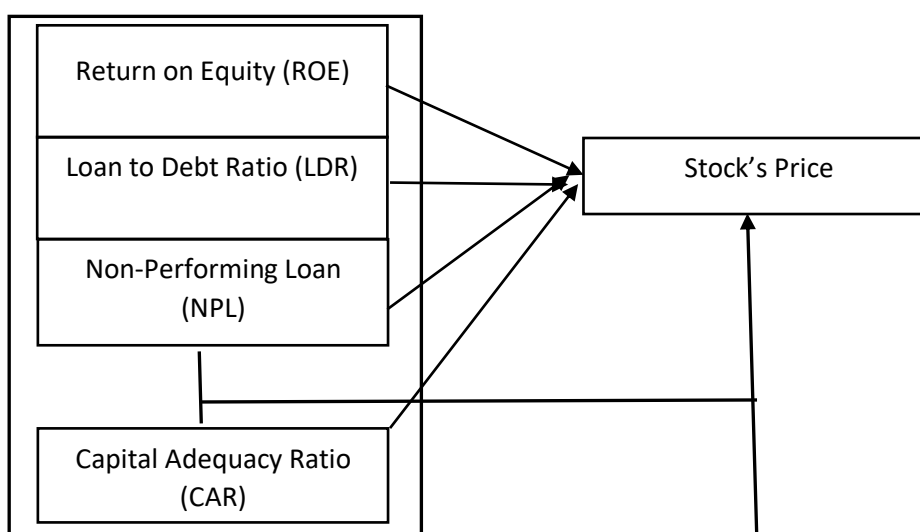 Return on Equity (ROE)
Loan to Debt Ratio (LDR)
Stock’s Price
Non-Performing Loan
(NPL)
Capital Adequacy Ratio
(CAR)